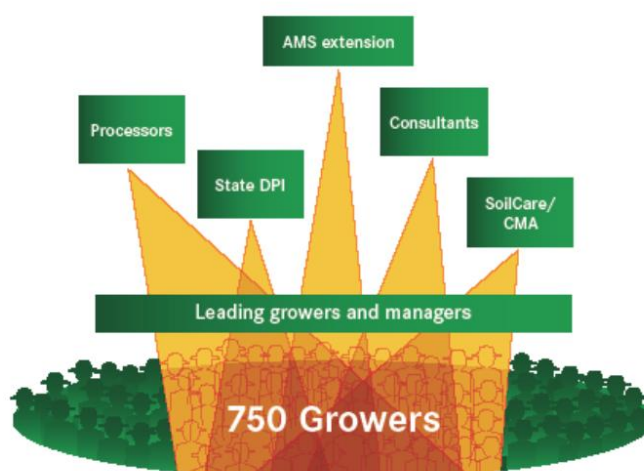 AMS extension
Processors
Consultants
State DPI
SoilCare/
CMA
Leading growers and managers
750 Growers